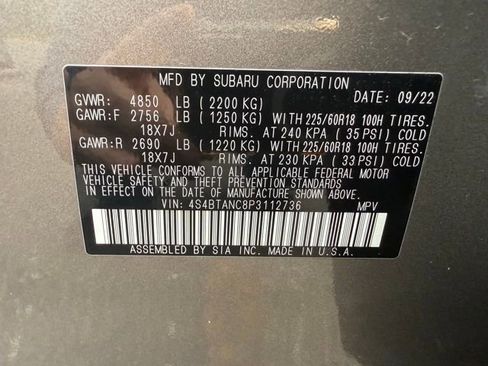 MFD BY SUBARU CORPORATION
GVWR: 4850 LB (2200 KG) DATE: 09/22
GAWR:F 2756 LB (1250 KG) WITH 225/60R18 100H TIRES.
18X7J RIMS. AT 240 KPA (35 PSI) COLD
GAWR:R 2690 LB (1220 KG) WITH 225/60R18 100H TIRES.
18X7J RIMS. AT 230 KPA (33 PSI) COLD
THIS VEHICLE CONFORMS TO ALL APPLICABLE FEDERAL MOTOR
VEHICLE SAFETY AND THEFT PREVENTION STANDARDS IN
EFFECT ON THE DATE OF MANUFACTURE SHOWN ABOVE.
VIN: 4S4BTANC8P3112736 MPV
ASSEMBLED BY SIA INC. MADE IN U.S.A.